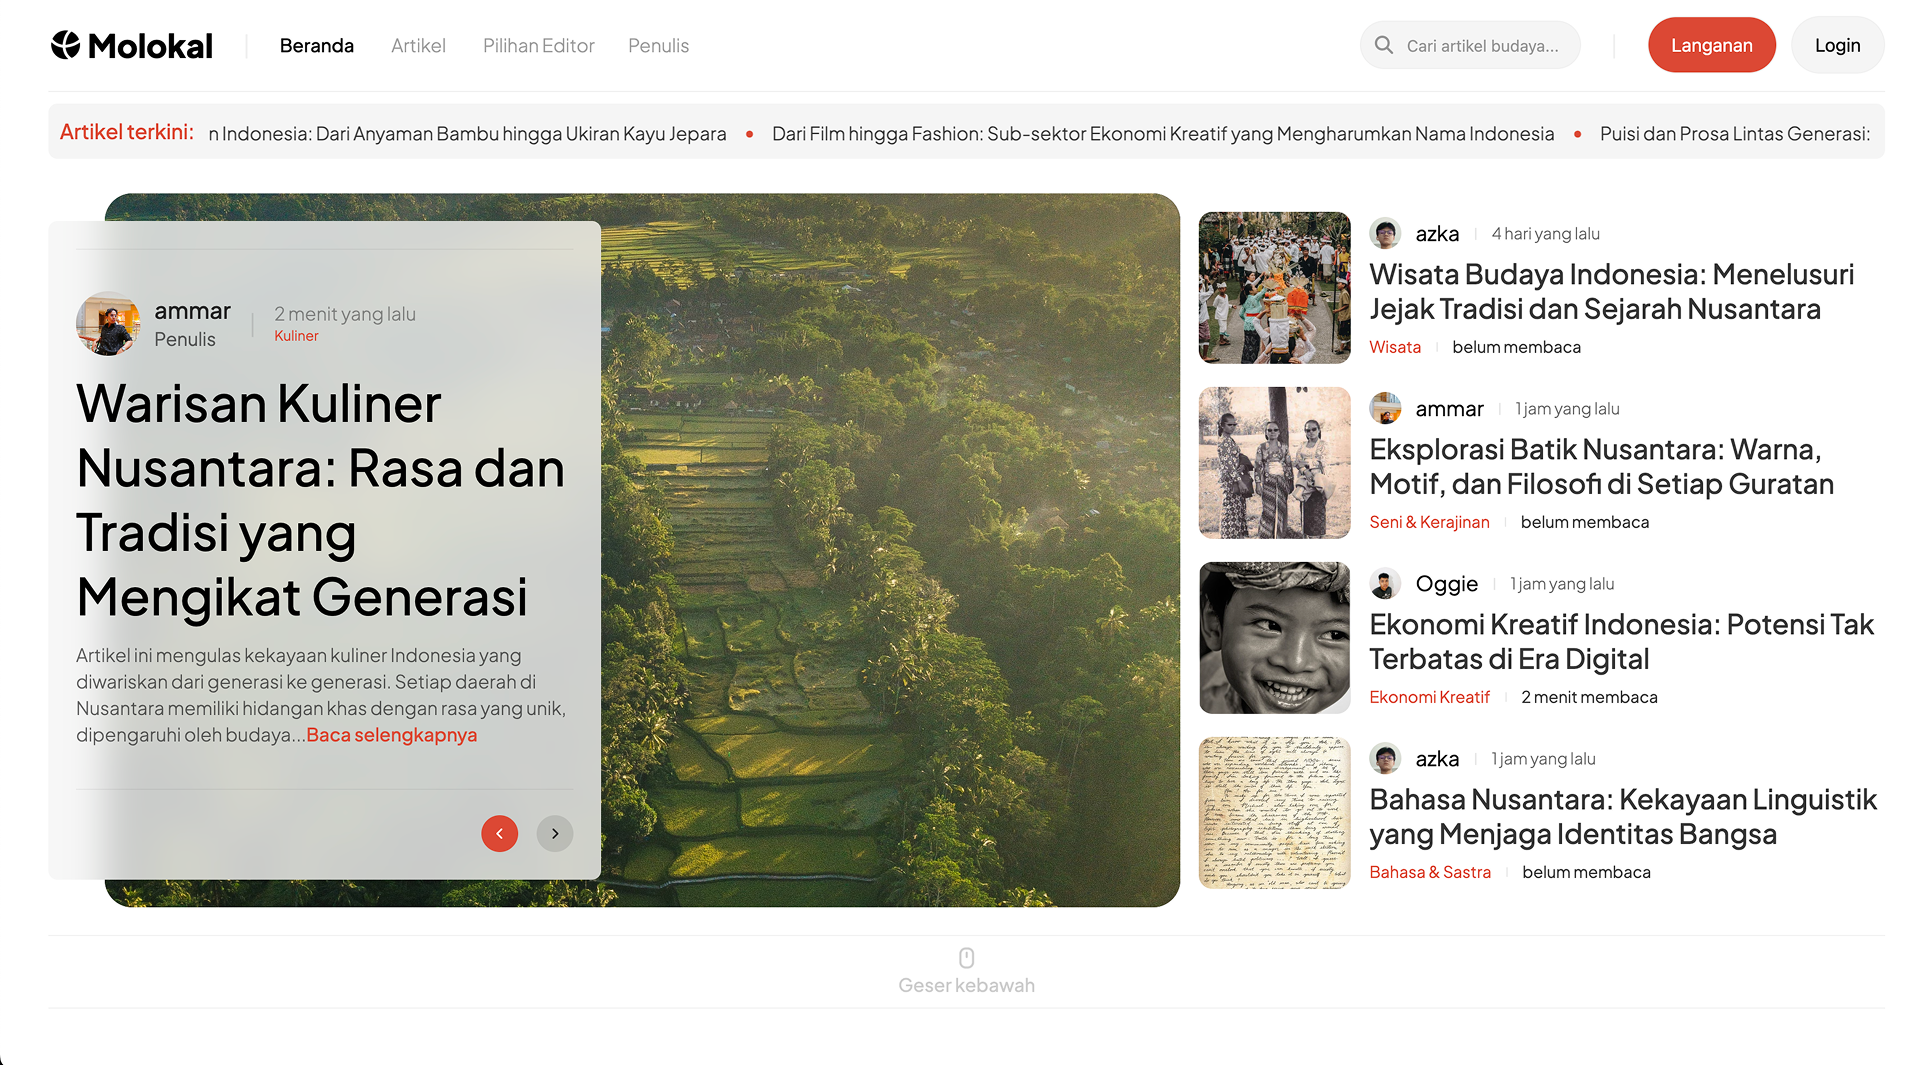 Molokal
Beranda
Artikel
Pilihan Editor
Penulis
Cari artikel budaya...
Langanan
Login
Artikel terkini:
n Indonesia: Dari Anyaman Bambu hingga Ukiran Kayu Jepara • Dari Film hingga Fashion: Sub-sektor Ekonomi Kreatif yang Mengharumkan Nama Indonesia • Puisi dan Prosa Lintas Generasi:
ammar
Penulis
2 menit yang lalu
Kuliner
Warisan Kuliner
Nusantara: Rasa dan
Tradisi yang
Mengikat Generasi
Artikel ini mengulas kekayaan kuliner Indonesia yang
diwariskan dari generasi ke generasi. Setiap daerah di
Nusantara memiliki hidangan khas dengan rasa yang unik,
dipengaruhi oleh budaya...Baca selengkapnya
azka
4 hari yang lalu
Wisata Budaya Indonesia: Menelusuri
Jejak Tradisi dan Sejarah Nusantara
Wisata
belum membaca
ammar
1 jam yang lalu
Eksplorasi Batik Nusantara: Warna,
Motif, dan Filosofi di Setiap Guratan
Seni & Kerajinan
belum membaca
Oggie
1 jam yang lalu
Ekonomi Kreatif Indonesia: Potensi Tak
Terbatas di Era Digital
Ekonomi Kreatif
2 menit membaca
azka
1 jam yang lalu
Bahasa Nusantara: Kekayaan Linguistik
yang Menjaga Identitas Bangsa
Bahasa & Sastra
belum membaca
Geser kebawah